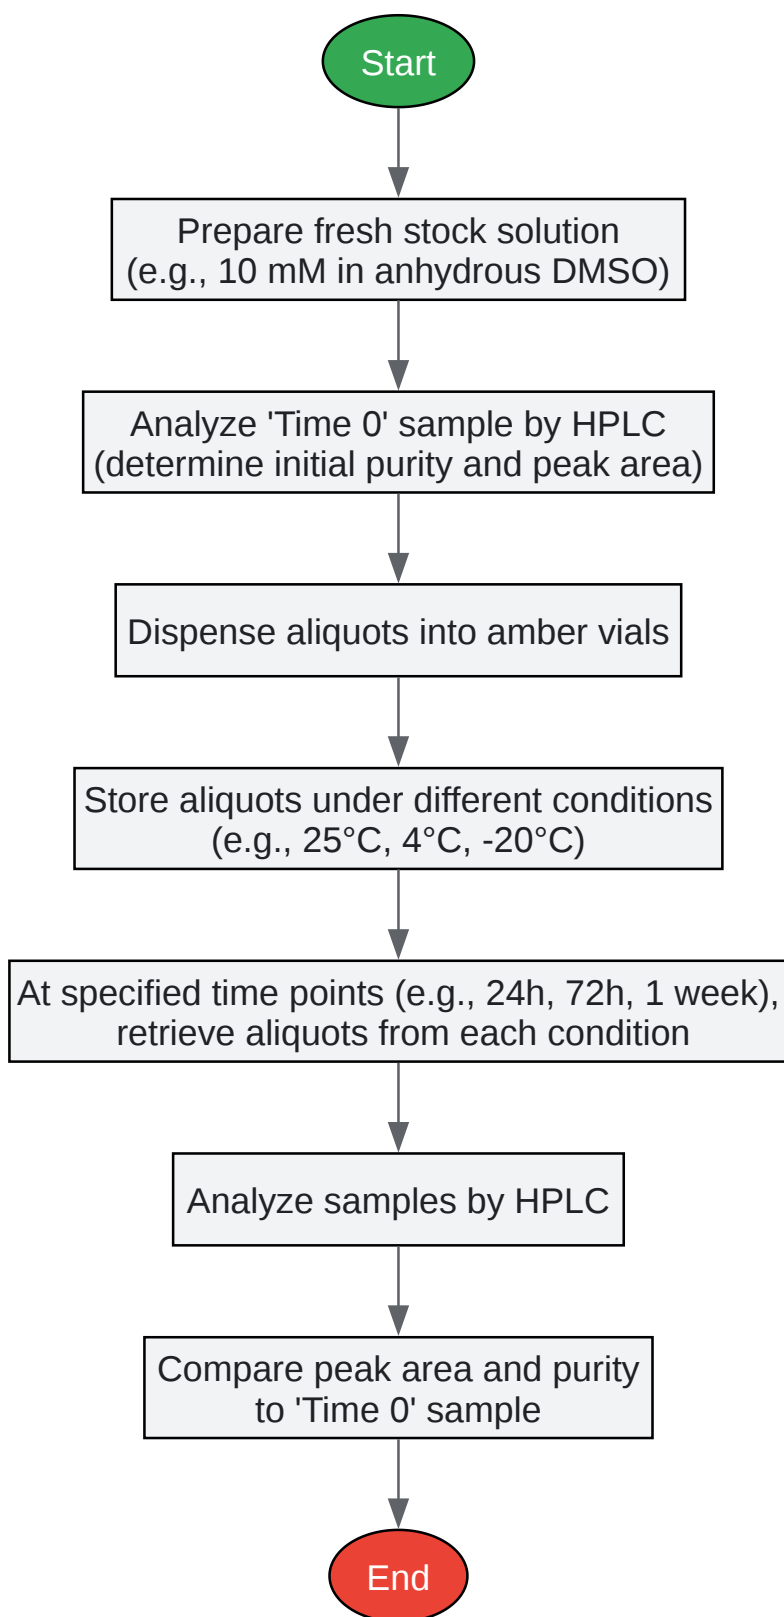 Start
Prepare fresh stock solution
(e.g., 10 mM in anhydrous DMSO)
Analyze 'Time 0' sample by HPLC
(determine initial purity and peak area)
Dispense aliquots into amber vials
Store aliquots under different conditions
(e.g., 25°C, 4°C, -20°C)
At specified time points (e.g., 24h, 72h, 1 week),
retrieve aliquots from each condition
Analyze samples by HPLC
Compare peak area and purity
to 'Time 0' sample
End